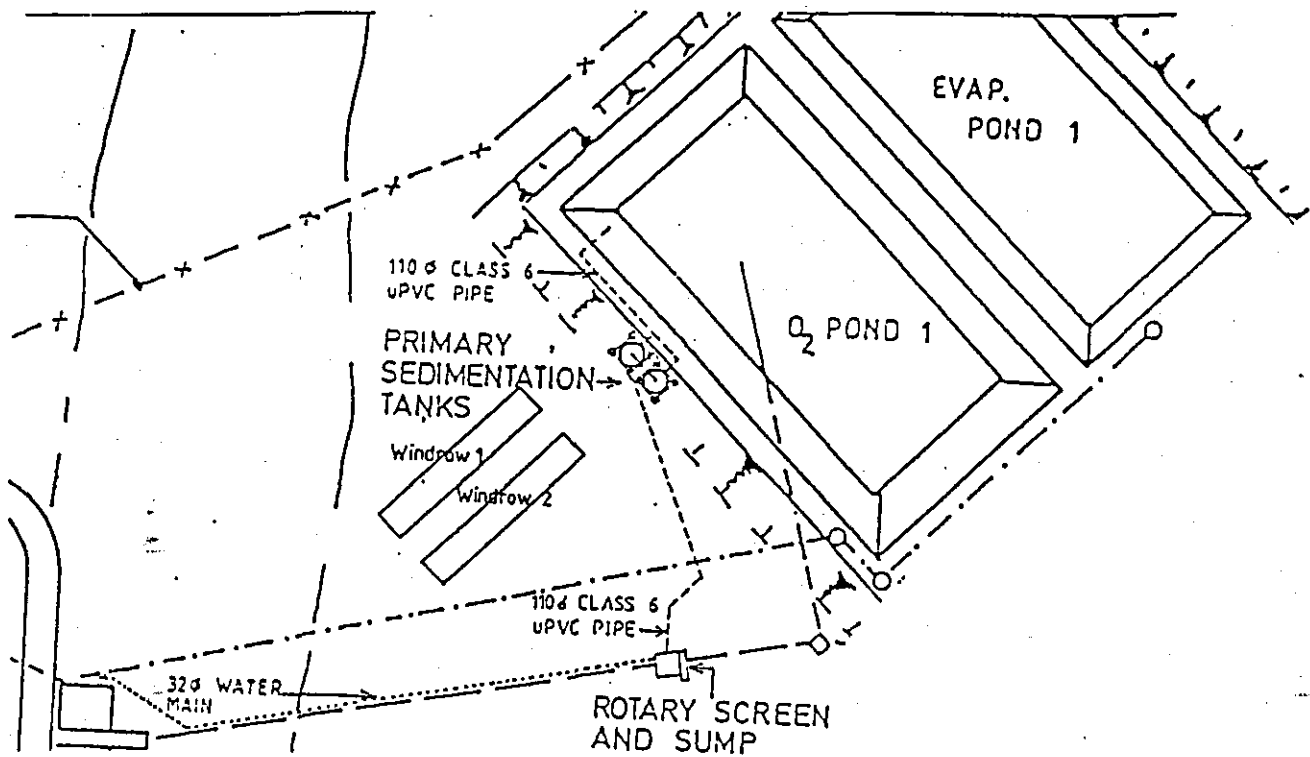 EVAP.
POND 1
110 ø CLASS 6
uPVC PIPE
O₂ POND 1
PRIMARY
SEDIMENTATION
TANKS
Windrow 1
Windrow 2
110ø CLASS 6
uPVC PIPE
32ø WATER
MAIN
ROTARY SCREEN
AND SUMP